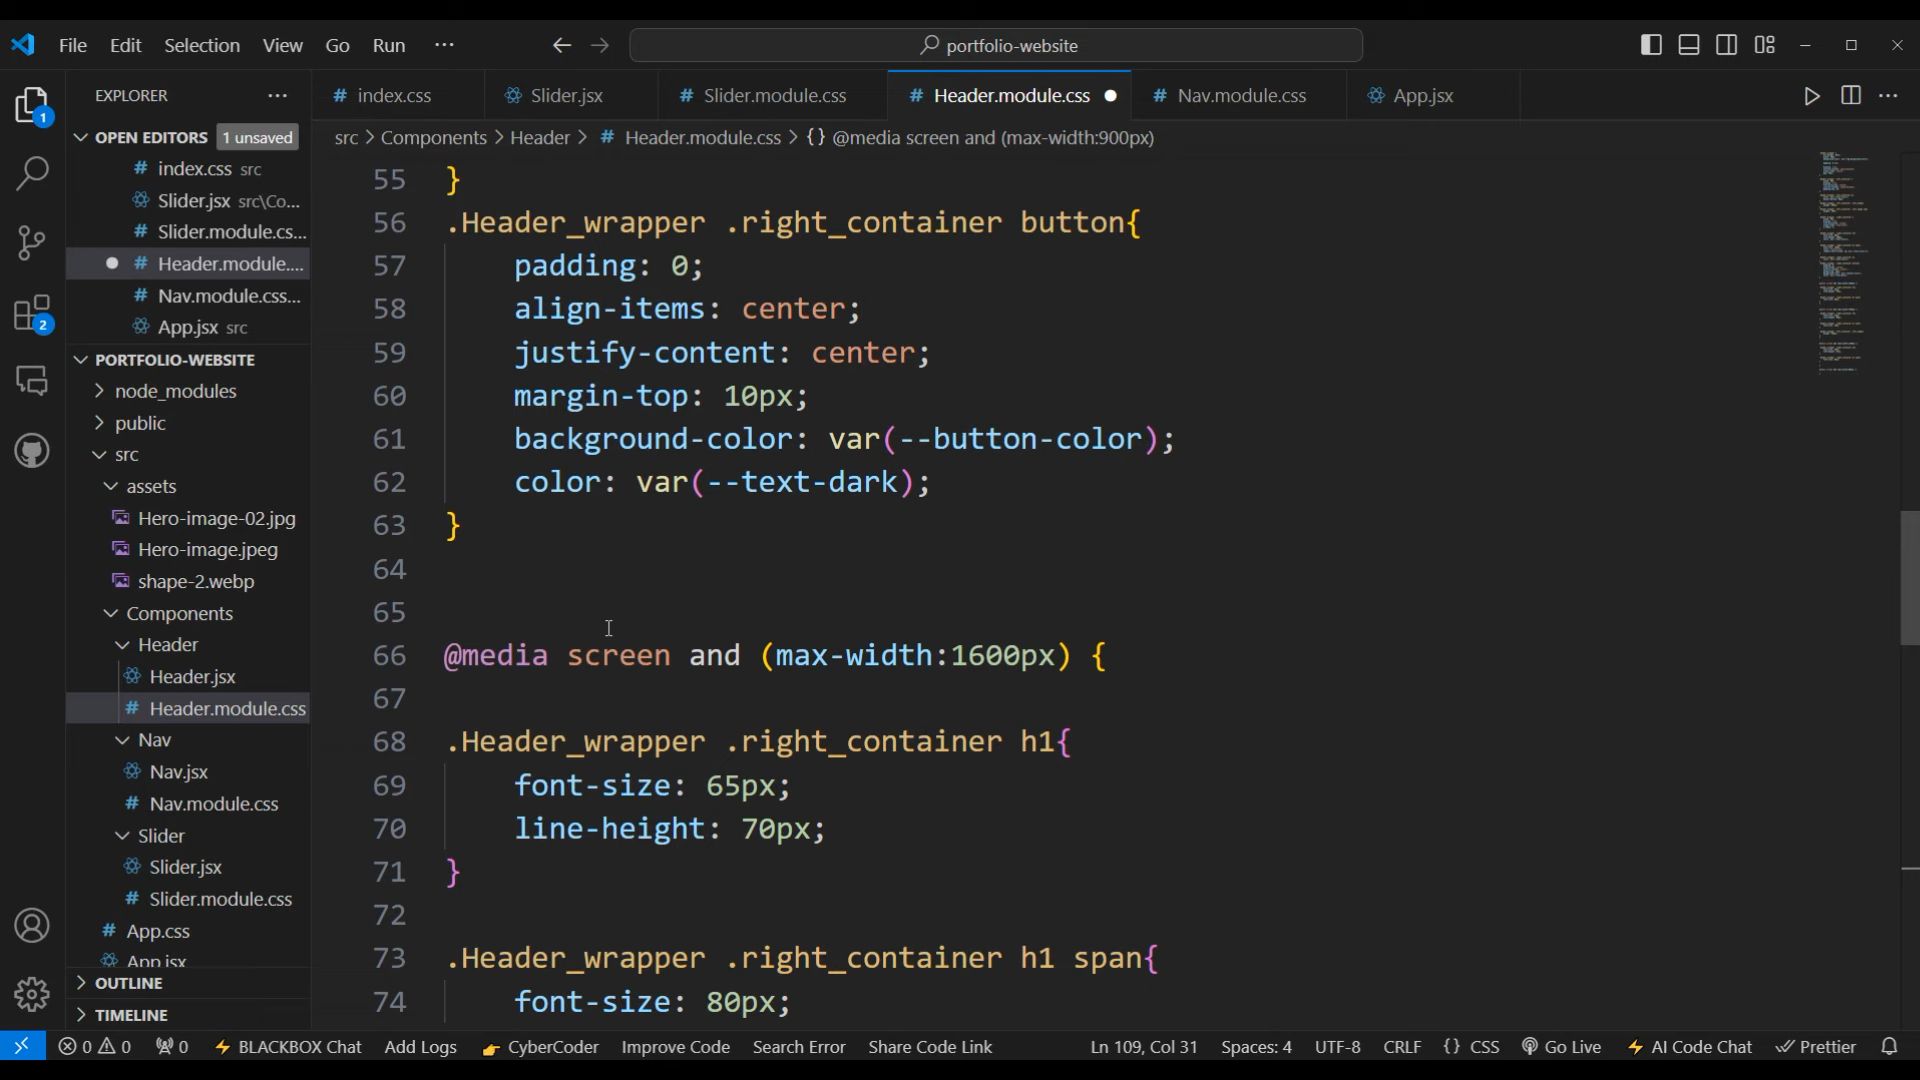 File Edit Selection View Go Run ··· portfolio-website
EXPLORER ···
index.css Slider.jsx Slider.module.css Header.module.css Nav.module.css App.jsx
OPEN EDITORS 1 unsaved
src > Components > Header > # Header.module.css > {} @media screen and (max-width:900px)
# index.css src
Slider.jsx src\Co...
# Slider.module.cs...
# Header.module....
# Nav.module.css...
App.jsx src
PORTFOLIO-WEBSITE
node_modules
public
src
assets
Hero-image-02.jpg
Hero-image.jpeg
shape-2.webp
Components
Header
Header.jsx
# Header.module.css
Nav
Nav.jsx
# Nav.module.css
Slider
Slider.jsx
# Slider.module.css
# App.css
App.jsx
OUTLINE
TIMELINE
1
2
55 }
56 .Header_wrapper .right_container button{
57 padding: 0;
58 align-items: center;
59 justify-content: center;
60 margin-top: 10px;
61 background-color: var(--button-color);
62 color: var(--text-dark);
63 }
64
65
66 @media screen and (max-width:1600px) {
67
68 .Header_wrapper .right_container h1{
69 font-size: 65px;
70 line-height: 70px;
71 }
72
73 .Header_wrapper .right_container h1 span{
74 font-size: 80px;
0 0 0 BLACKBOX Chat Add Logs CyberCoder Improve Code Search Error Share Code Link Ln 109, Col 31 Spaces: 4 UTF-8 CRLF {} CSS Go Live AI Code Chat Prettier